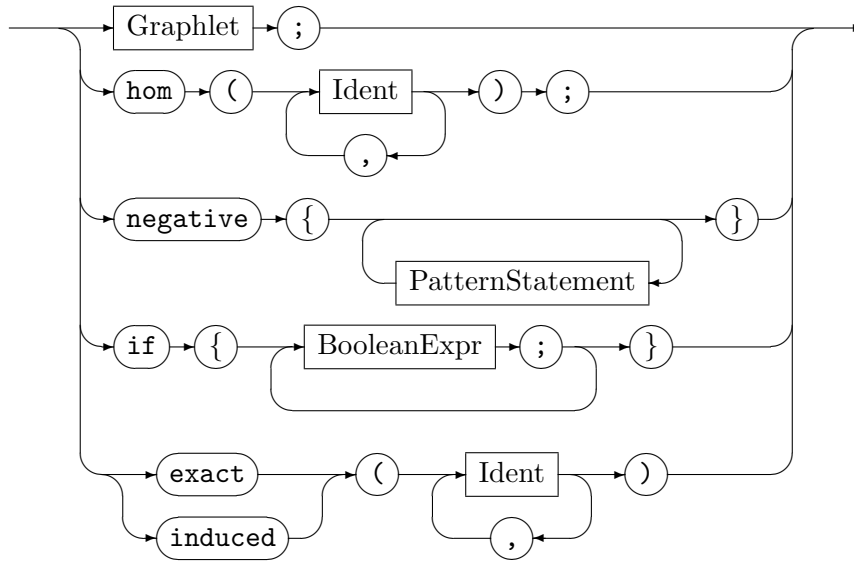 Graphlet ;
hom ( Ident ) ;
,
negative { }
PatternStatement
if { BooleanExpr ; }
exact ( Ident )
induced ,